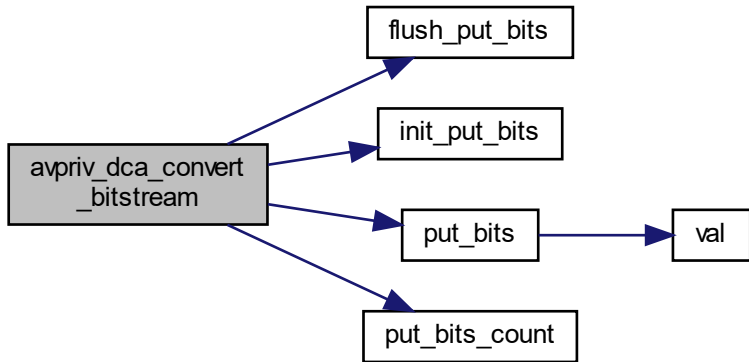 flush_put_bits
init_put_bits
avpriv_dca_convert
_bitstream
put_bits
val
put_bits_count